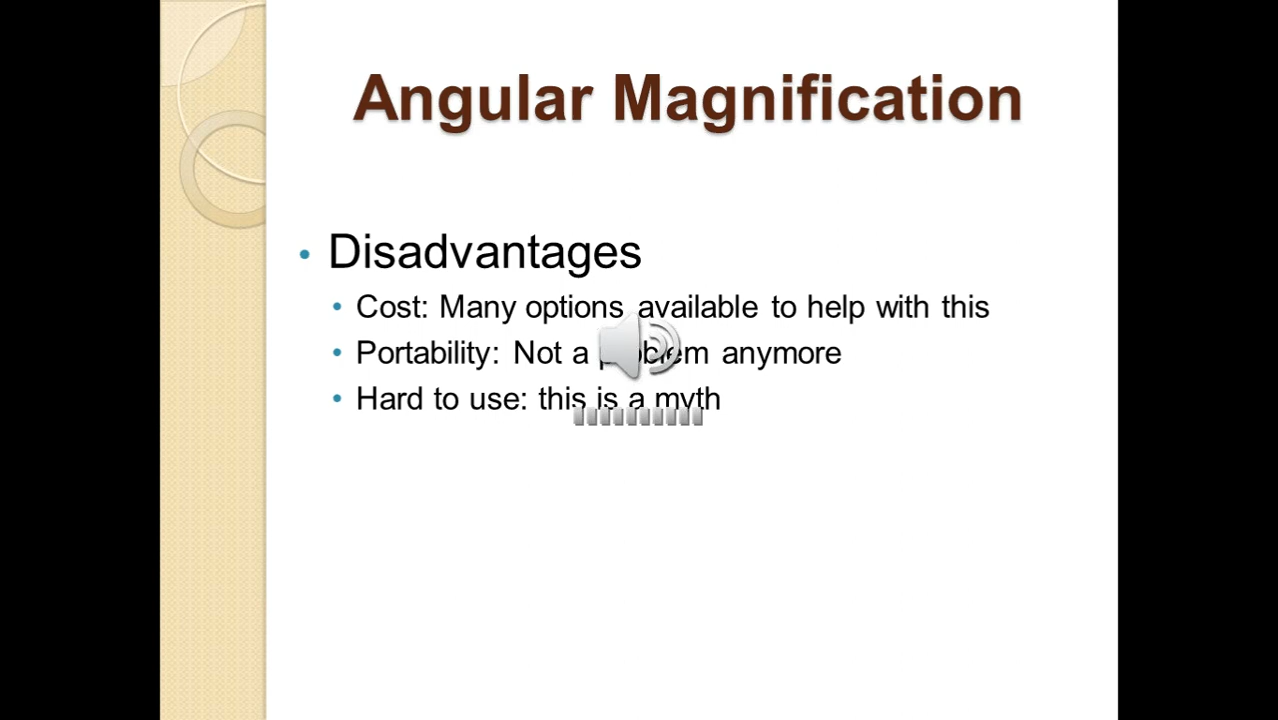 Angular Magnification
• Disadvantages
• Cost: Many options available to help with this
• Portability: Not a problem anymore
• Hard to use: this is a myth